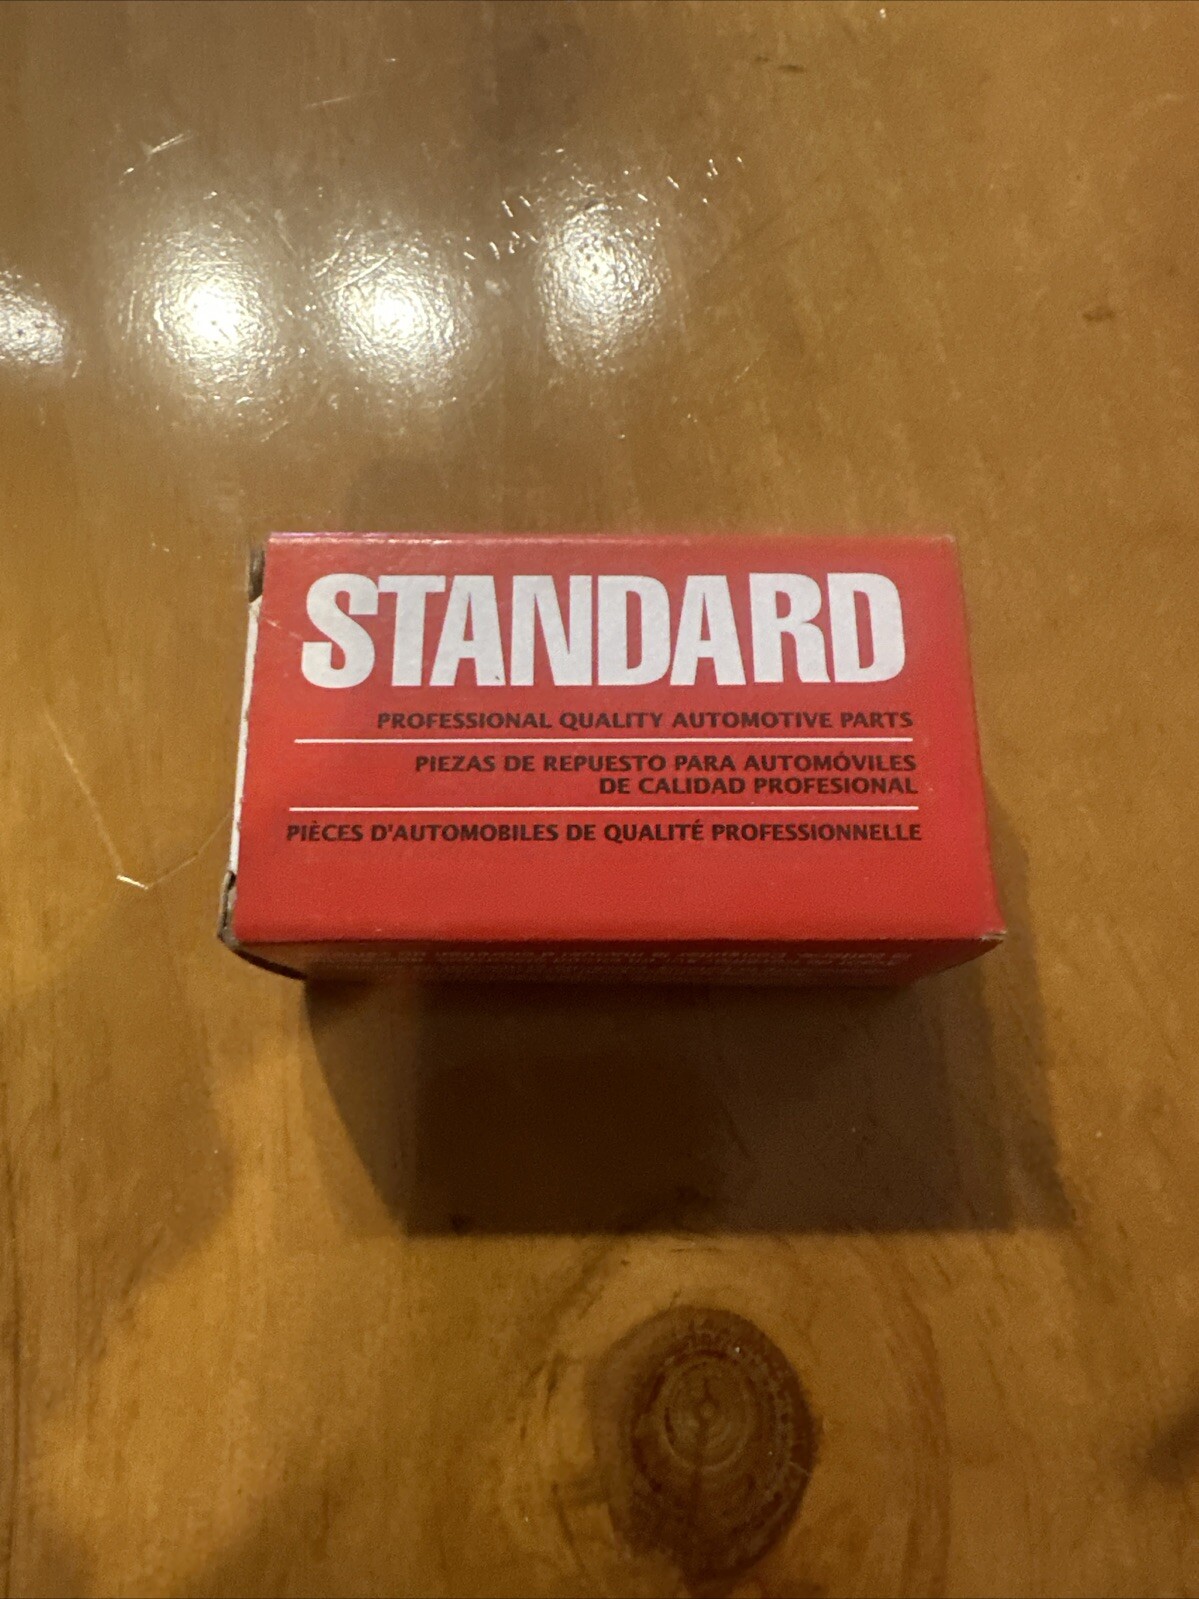 STANDARD
PROFESSIONAL QUALITY AUTOMOTIVE PARTS
PIEZAS DE REPUESTO PARA AUTOMÓVILES
DE CALIDAD PROFESIONAL
PIÈCES D'AUTOMOBILES DE QUALITÉ PROFESSIONNELLE